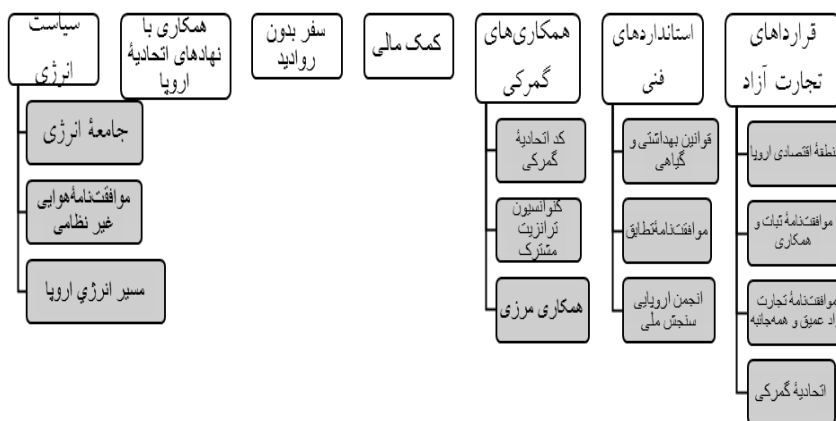 قراردادهای
تجارت آزاد
منطقهٔ اقتصادی اروپا
موافقت‌نامهٔ ثبات و
همکاری
موافقت‌نامهٔ تجارت
آزاد عمیق و همه‌جانبه
اتحادیهٔ گمرکی
استانداردهای
فنی
قوانین بهداشتی و
گیاهی
موافقت‌نامهٔ تطابق
انجمن اروپایی
سنجش ملی
همکاری‌های
گمرکی
کد اتحادیهٔ
گمرکی
کنوانسیون
ترانزیت
مشترک
همکاری مرزی
کمک مالی
سفر بدون
روادید
همکاری با
نهادهای اتحادیهٔ
اروپا
سیاست
انرژی
جامعهٔ انرژی
موافقت‌نامهٔ هوایی
غیر نظامی
مسیر انرژي اروپا